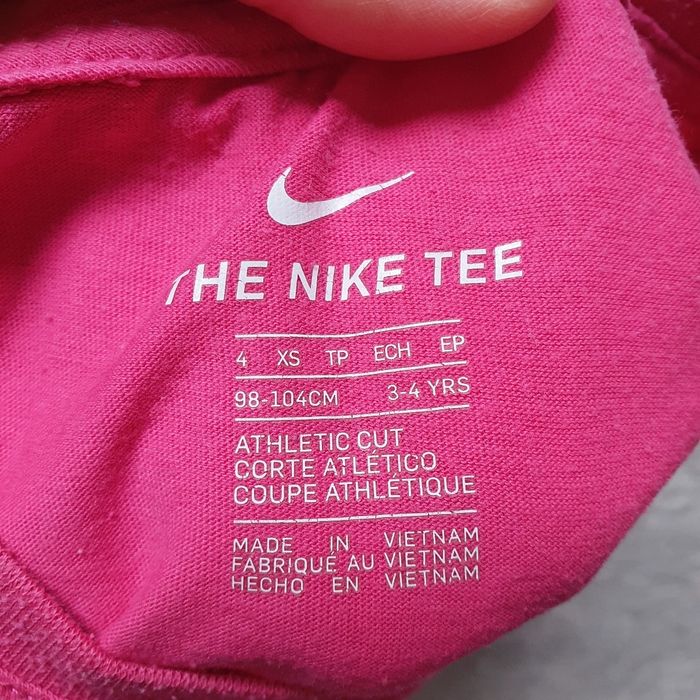 THE NIKE TEE
4 XS TP ECH EP
98-104CM 3-4 YRS
ATHLETIC CUT
CORTE ATLÉTICO
COUPE ATHLÉTIQUE
MADE IN VIETNAM
FABRIQUÉ AU VIETNAM
HECHO EN VIETNAM